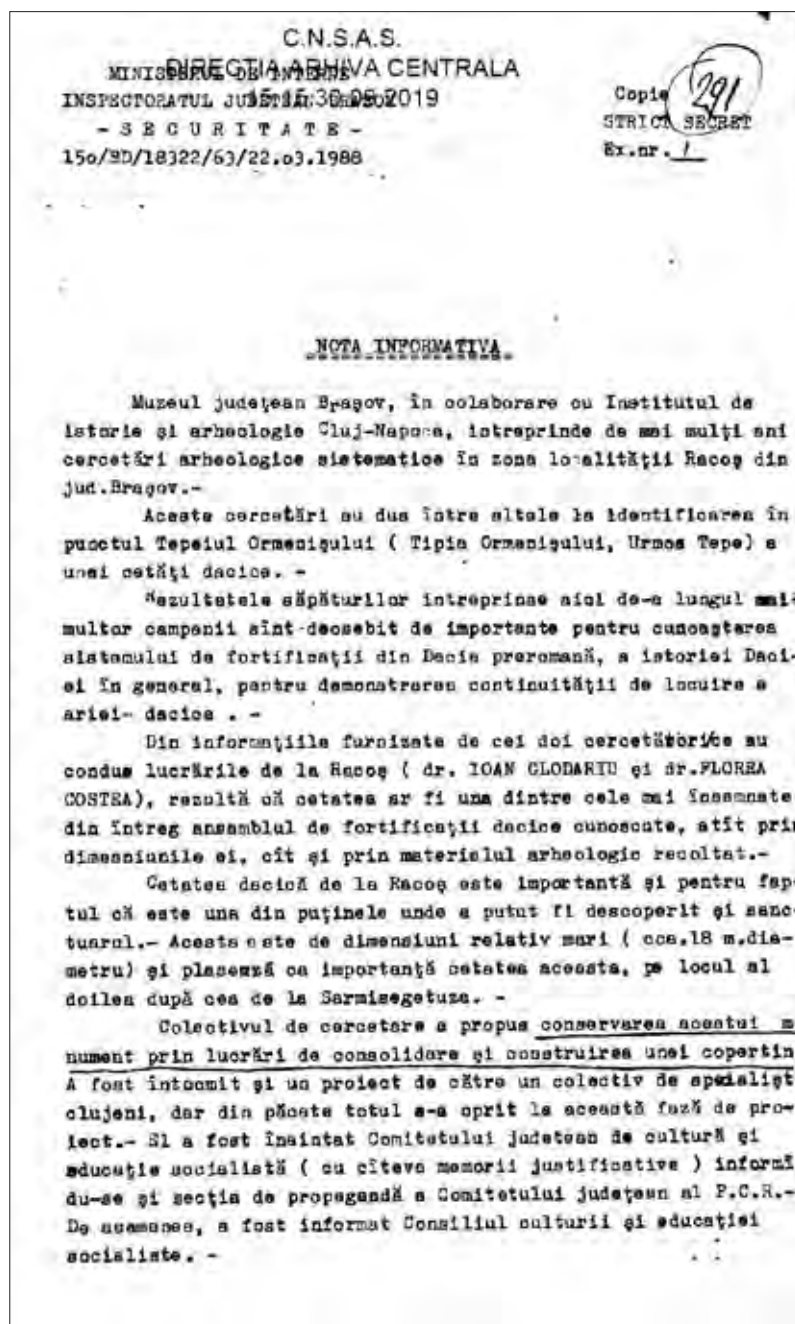 C.N.S.A.S.
DIRECTIA ARHIVA CENTRALA
MINISTERUL DE INTERNE
15:15 30.05.2019
INSPECTORATUL JUDEŢEAN BRAŞOV
- S E C U R I T A T E -
15o/BD/18322/63/22.o3.1988
Copie
291
STRICT SECRET
Ex.nr. 1
NOTA INFORMATIVA
Muzeul judeţean Braşov, în colaborare cu Institutul de
istorie şi arheologie Cluj-Napoca, întreprinde de mai mulţi ani
cercetări arheologice sistematice în zona localităţii Racoş din
jud.Braşov.-
Aceste cercetări au dus între altele la identificarea în
punctul Tepeiul Ormenişului ( Tipia Ormenişului, Urmos Tepe) a
unei cetăţi dacice. -
Rezultatele săpăturilor întreprinse aici de-a lungul mai
multor campanii sînt deosebit de importante pentru cunoaşterea
sistemului de fortificaţii din Dacia preromană, a istoriei Daci-
ei în general, pentru demonstrarea continuităţii de locuire a
ariei- dacice . -
Din informaţiile furnizate de cei doi cercetători/ce au
condus lucrările de la Racoş ( dr. IOAN GLODARIU şi dr.FLOREA
COSTEA), rezultă că cetatea ar fi una dintre cele mai însemnate
din întreg ansamblul de fortificaţii dacice cunoscute, atît prin
dimensiunile ei, cît şi prin materialul arheologic recoltat.-
Cetatea dacică de la Racoş este importantă şi pentru fap-
tul că este una din puţinele unde a putut fi descoperit şi sanc-
tuarul.- Acesta este de dimensiuni relativ mari ( cca.18 m.dia-
metru) şi plasează ca importanţă cetatea aceasta, pe locul al
doilea după cea de la Sarmisegetuza. -
Colectivul de cercetare a propus conservarea acestui m
nument prin lucrări de consolidare şi construirea unei copertin
A fost întocmit şi un proiect de către un colectiv de specialişt
clujeni, dar din păcate totul s-a oprit la această fază de pro-
iect.- El a fost înaintat Comitetului judeţean de cultură şi
educaţie socialistă ( cu cîteva memorii justificative ) informî
du-se şi secţia de propagandă a Comitetului judeţean al P.C.R.-
De asemenea, a fost informat Consiliul culturii şi educaţiei
socialiste. -